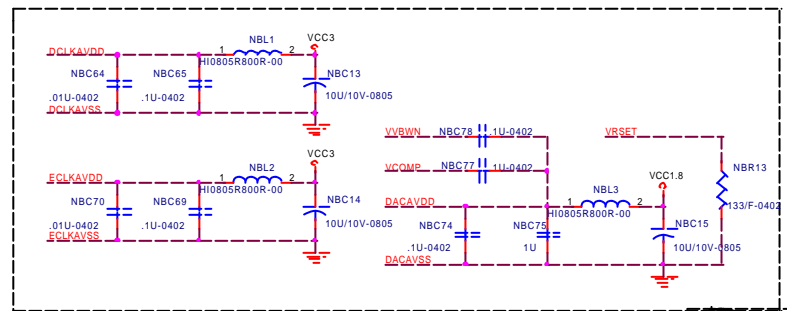 DCLKAVDD
1
NBL1
2
VCC3
HI0805R800R-00
NBC64
NBC65
NBC13
.01U-0402
.1U-0402
10U/10V-0805
DCLKAVSS
ECLKAVDD
1
NBL2
2
VCC3
HI0805R800R-00
NBC70
NBC69
NBC14
.01U-0402
.1U-0402
10U/10V-0805
ECLKAVSS
VVBWN
NBC78
.1U-0402
VRSET
VCOMP
NBC77
.1U-0402
VCC1.8
NBR13
133/F-0402
DACAVDD
1
NBL3
2
HI0805R800R-00
NBC74
NBC75
NBC15
.1U-0402
1U
10U/10V-0805
DACAVSS